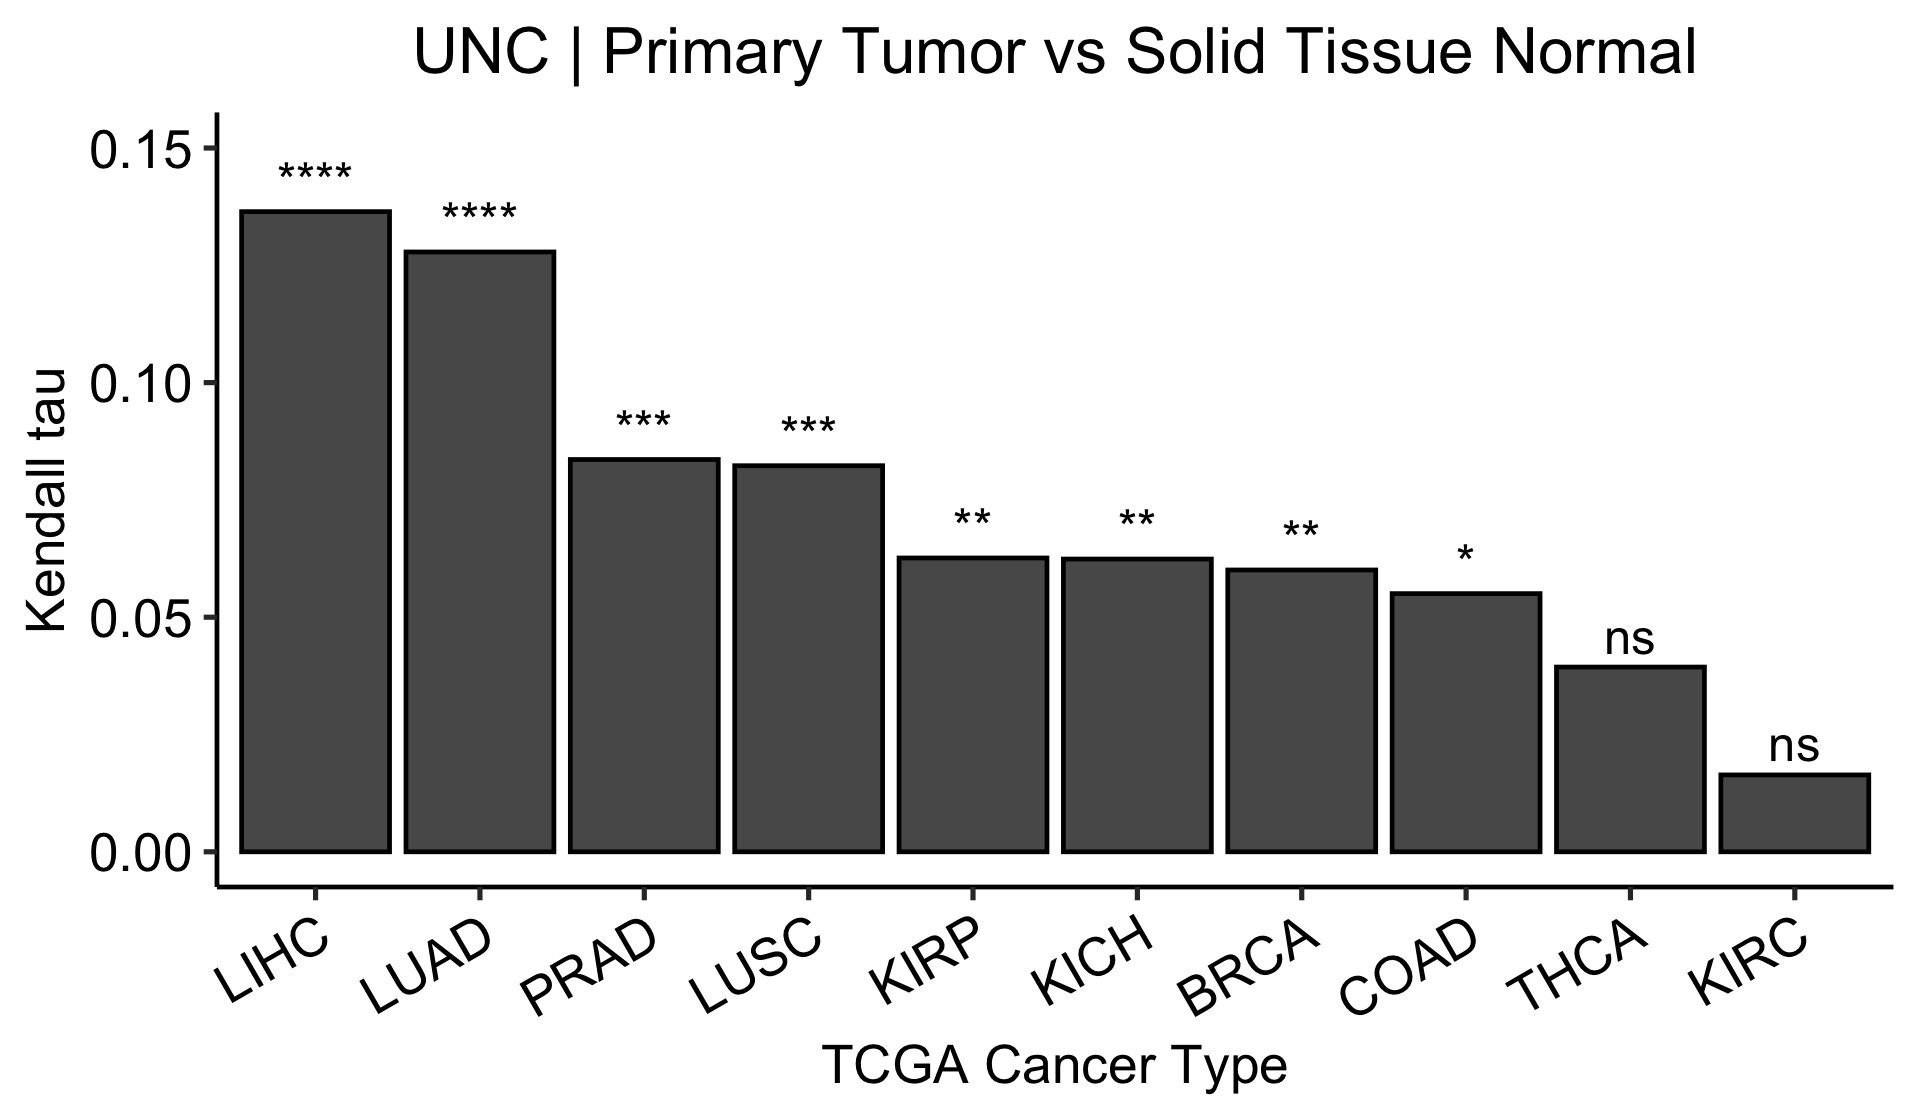 UNC | Primary Tumor vs Solid Tissue Normal
0.15
0.10
0.05
0.00
Kendall tau
****
****
***
***
**
**
**
*
ns
ns
LIHC
LUAD
PRAD
LUSC
KIRP
KICH
BRCA
COAD
THCA
KIRC
TCGA Cancer Type